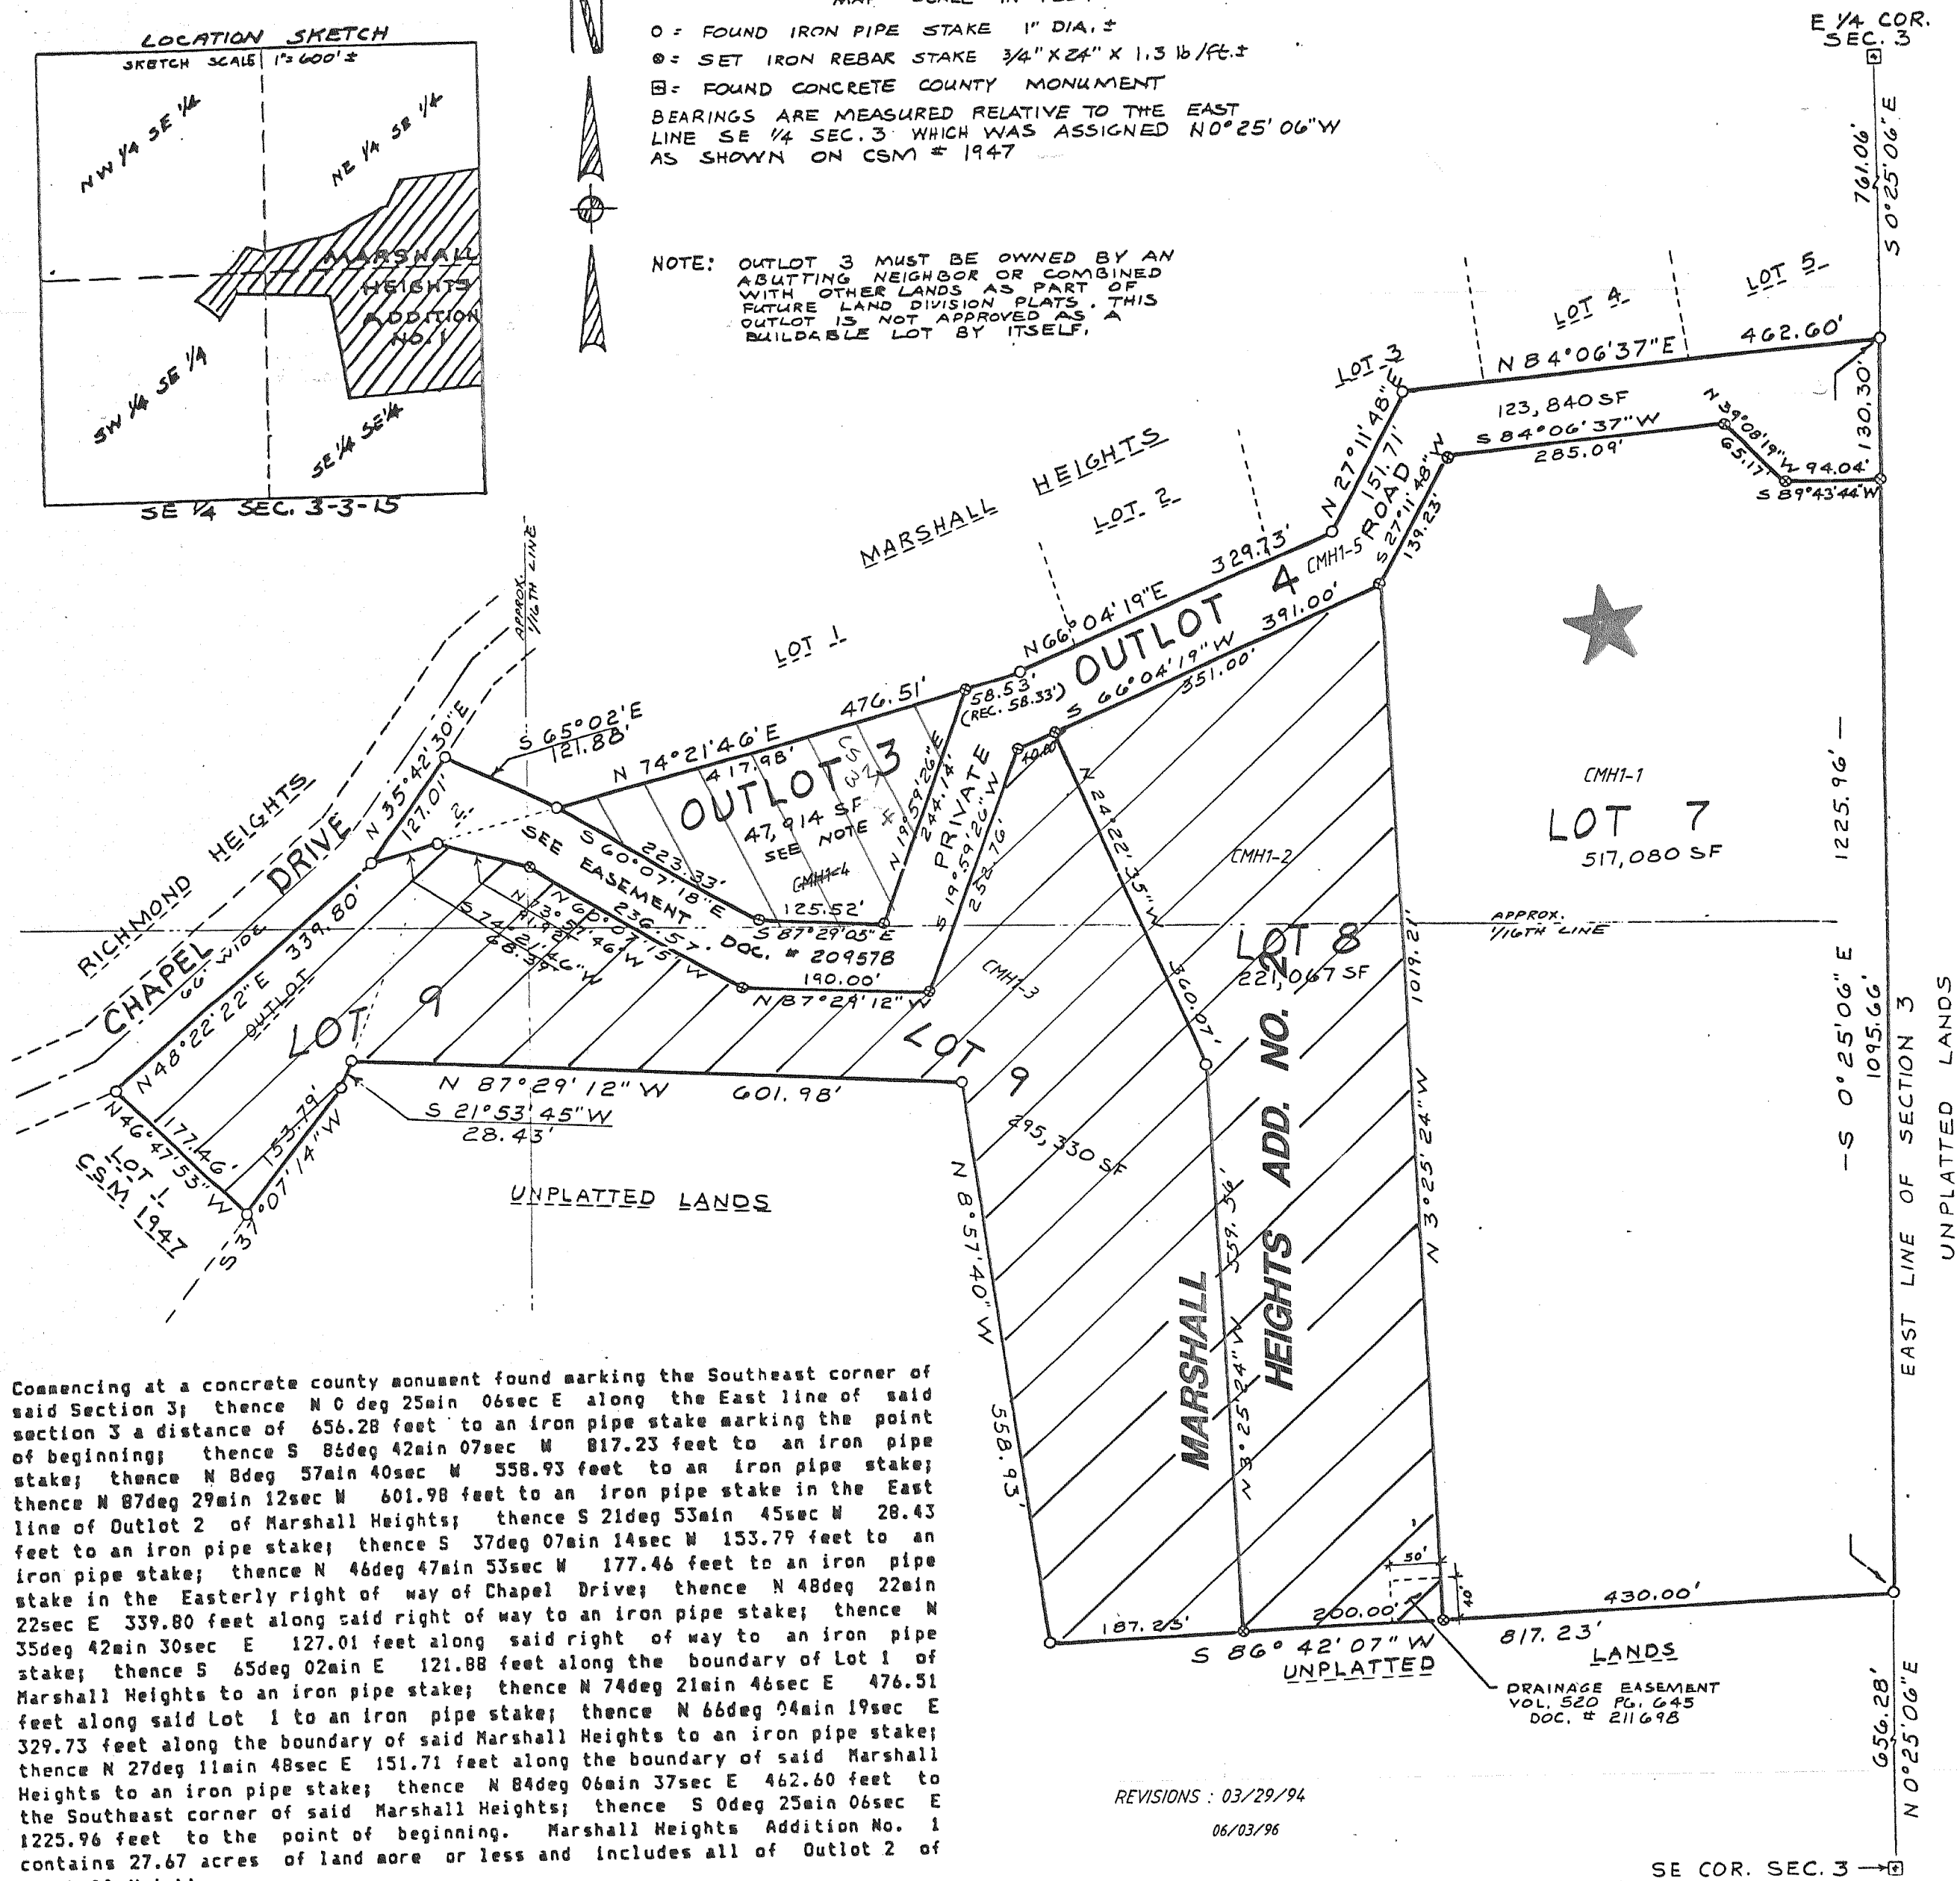 LOCATION SKETCH
SKETCH SCALE 1"= 600' ±
NW 1/4 SE 1/4
NE 1/4 SE 1/4
MARSHALL
HEIGHTS
ADDITION
NO. 1
SW 1/4 SE 1/4
SE 1/4 SE 1/4
SE 1/4 SEC. 3-3-15
O = FOUND IRON PIPE STAKE 1" DIA. ±
⊗ = SET IRON REBAR STAKE 3/4" X 24" X 1.3 lb/ft.±
⊞ = FOUND CONCRETE COUNTY MONUMENT
BEARINGS ARE MEASURED RELATIVE TO THE EAST
LINE SE 1/4 SEC. 3 WHICH WAS ASSIGNED N0°25'06"W
AS SHOWN ON CSM # 1947
NOTE: OUTLOT 3 MUST BE OWNED BY AN
ABUTTING NEIGHBOR OR COMBINED
WITH OTHER LANDS AS PART OF
FUTURE LAND DIVISION PLATS. THIS
OUTLOT IS NOT APPROVED AS A
BUILDABLE LOT BY ITSELF.
E 1/4 COR.
SEC. 3
761.06'
S 0°25'06"E
LOT 5
LOT 4
LOT 3
462.60'
N 84°06'37"E
123,840 SF
S 84°06'37"W
285.09'
N 39°08'19"W
65.17'
94.04'
S 89°43'44"W
130.30'
N 27°11'48"E
151.71'
ROAD
S 27°11'48"W
139.23'
MARSHALL HEIGHTS
LOT 2
329.73'
N66°04'19"E
OUTLOT 4
CMH1-5
391.00'
S 66°04'19"W
351.00'
40.00'
58.53'
(REC. 58.33')
LOT 1
476.51'
APPROX.
1/16TH LINE
S 65°02'E
121.88'
N 74°21'46"E
417.98'
OUTLOT 3
47,914 SF
SEE NOTE
CMH1-4
N 19°59'26"E
244.14'
PRIVATE
S 19°59'26"W
252.76'
223.33'
S 60°07'18"E
125.52'
S 87°29'05"E
SEE EASEMENT
DOC. # 209578
236.57'
N 60°07'15"W
N 73°57'46"W
S 74°21'46"W
68.39'
190.00'
N 87°29'12"W
N 35°42'30"E
127.01'
2
RICHMOND HEIGHTS
CHAPEL DRIVE
66' WIDE
N48°22'22"E 339.80'
OUTLOT
LOT 9
N 87°29'12"W 601.98'
S 21°53'45"W
28.43'
153.79'
S 37°07'14"W
177.46'
N46°47'53"W
LOT 1
CSM 1947
UNPLATTED LANDS
CMH1-3
LOT 9
295,330 SF
N 8°57'40"W
558.93'
N 24°22'35"W
360.07'
CMH1-2
LOT 8
221,067 SF
559.56'
N 3°25'24"W
MARSHALL
HEIGHTS ADD. NO. 2
1019.21'
N 3°25'24"W
CMH1-1
LOT 7
517,080 SF
APPROX.
1/16TH LINE
1225.96'
S 0°25'06"E
1095.66'
EAST LINE OF SECTION 3
UNPLATTED LANDS
50'
40'
187.23'
200.00'
430.00'
S 86°42'07"W
817.23'
UNPLATTED
LANDS
DRAINAGE EASEMENT
VOL. 520 PG. 645
DOC. # 211698
656.28'
N 0°25'06"E
Commencing at a concrete county monument found marking the Southeast corner of
said Section 3; thence N 0 deg 25min 06sec E along the East line of said
section 3 a distance of 656.28 feet to an iron pipe stake marking the point
of beginning; thence S 86deg 42min 07sec W 817.23 feet to an iron pipe
stake; thence N 8deg 57min 40sec W 558.93 feet to an iron pipe stake;
thence N 87deg 29min 12sec W 601.98 feet to an iron pipe stake in the East
line of Outlot 2 of Marshall Heights; thence S 21deg 53min 45sec W 28.43
feet to an iron pipe stake; thence S 37deg 07min 14sec W 153.79 feet to an
iron pipe stake; thence N 46deg 47min 53sec W 177.46 feet to an iron pipe
stake in the Easterly right of way of Chapel Drive; thence N 48deg 22min
22sec E 339.80 feet along said right of way to an iron pipe stake; thence N
35deg 42min 30sec E 127.01 feet along said right of way to an iron pipe
stake; thence S 65deg 02min E 121.88 feet along the boundary of Lot 1 of
Marshall Heights to an iron pipe stake; thence N 74deg 21min 46sec E 476.51
feet along said Lot 1 to an iron pipe stake; thence N 66deg 04min 19sec E
329.73 feet along the boundary of said Marshall Heights to an iron pipe stake;
thence N 27deg 11min 48sec E 151.71 feet along the boundary of said Marshall
Heights to an iron pipe stake; thence N 84deg 06min 37sec E 462.60 feet to
the Southeast corner of said Marshall Heights; thence S 0deg 25min 06sec E
1225.96 feet to the point of beginning. Marshall Heights Addition No. 1
contains 27.67 acres of land more or less and includes all of Outlot 2 of
REVISIONS : 03/29/94
06/03/96
SE COR. SEC. 3